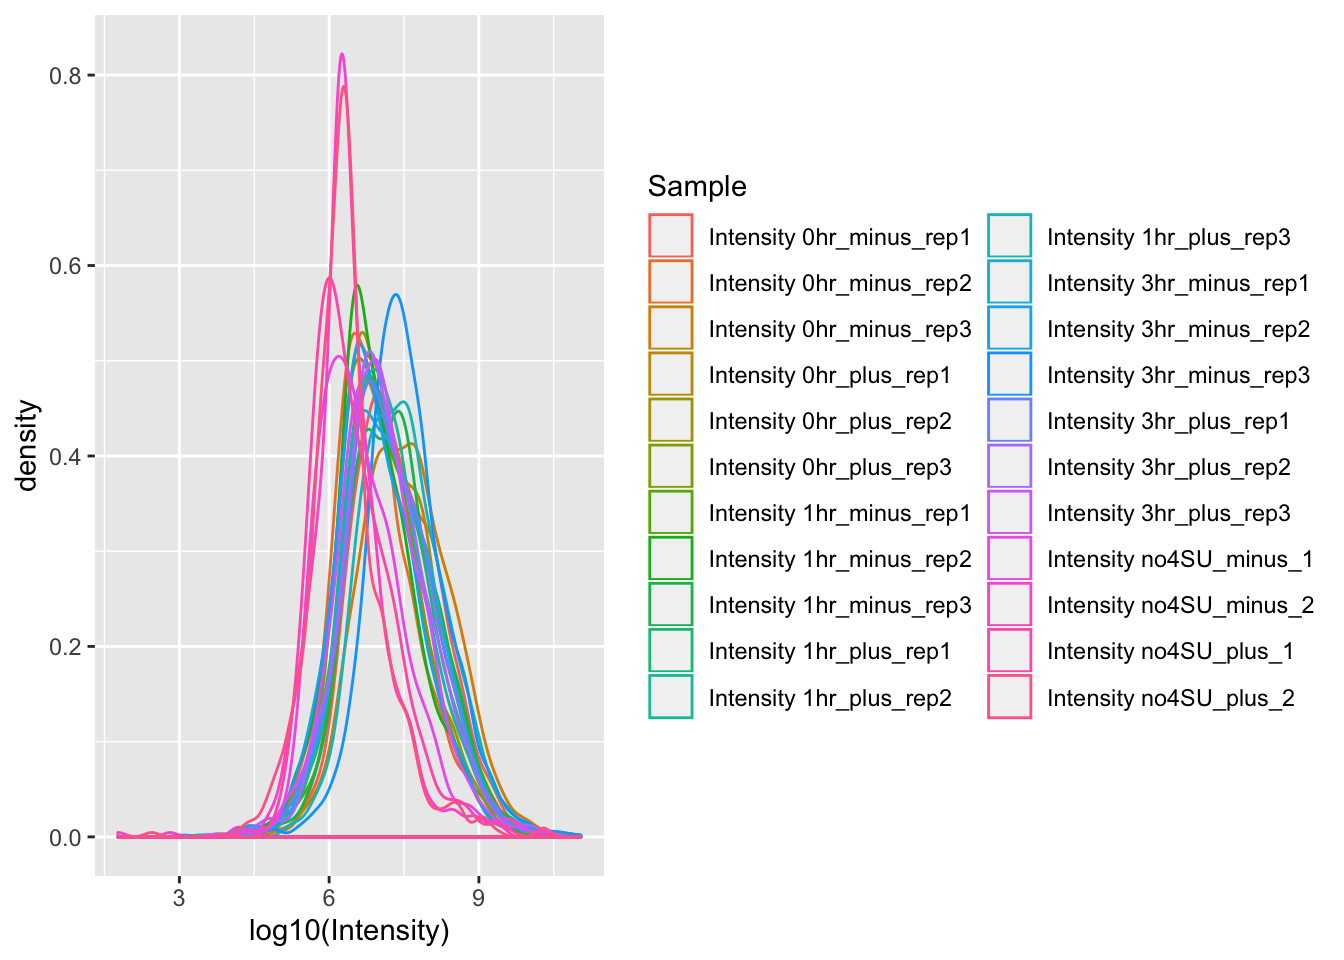 0.8
0.6
0.4
0.2
0.0
density
3 6 9
log10(Intensity)
Sample
Intensity 0hr_minus_rep1
Intensity 0hr_minus_rep2
Intensity 0hr_minus_rep3
Intensity 0hr_plus_rep1
Intensity 0hr_plus_rep2
Intensity 0hr_plus_rep3
Intensity 1hr_minus_rep1
Intensity 1hr_minus_rep2
Intensity 1hr_minus_rep3
Intensity 1hr_plus_rep1
Intensity 1hr_plus_rep2
Intensity 1hr_plus_rep3
Intensity 3hr_minus_rep1
Intensity 3hr_minus_rep2
Intensity 3hr_minus_rep3
Intensity 3hr_plus_rep1
Intensity 3hr_plus_rep2
Intensity 3hr_plus_rep3
Intensity no4SU_minus_1
Intensity no4SU_minus_2
Intensity no4SU_plus_1
Intensity no4SU_plus_2